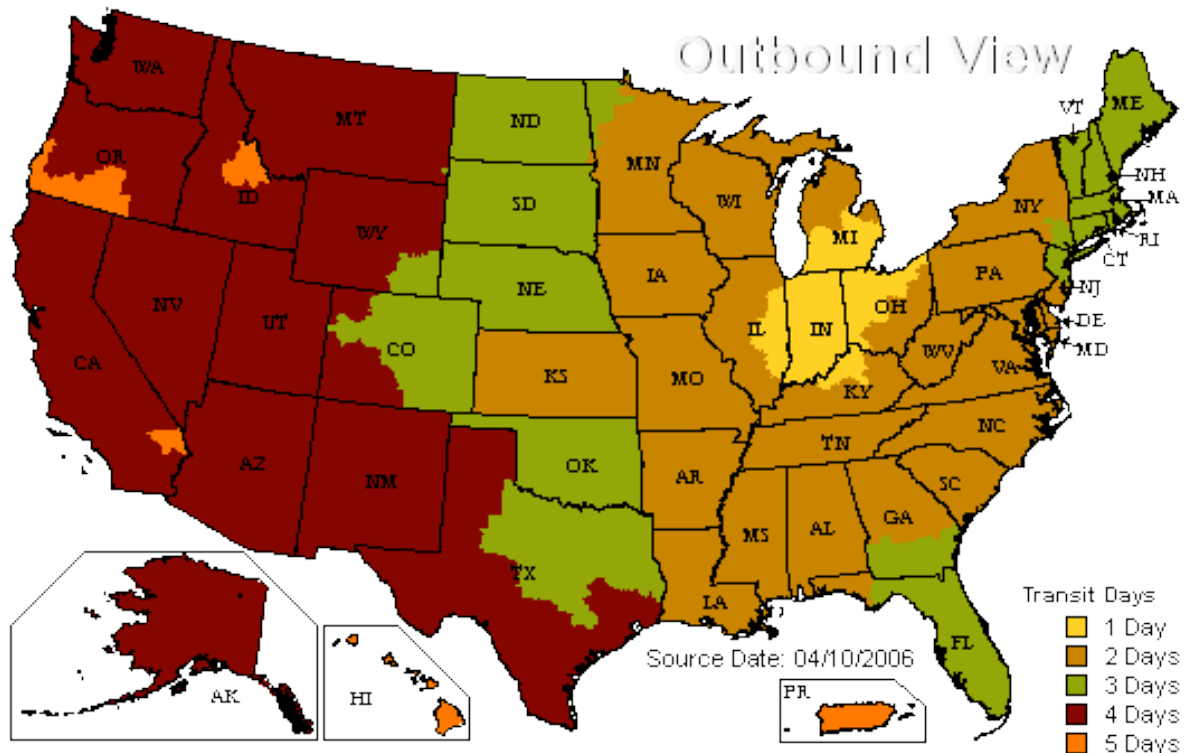 Outbound View
WA
MT
ND
MN
VT
ME
OR
ID
SD
WI
MI
NY
NH
MA
RI
CT
WY
IA
PA
NJ
NE
NV
UT
CO
IL
IN
OH
DE
MD
CA
KS
MO
WV
VA
KY
AZ
NM
OK
AR
TN
NC
SC
MS
AL
GA
TX
LA
FL
AK
HI
PR
Source Date: 04/10/2006
Transit Days
1 Day
2 Days
3 Days
4 Days
5 Days